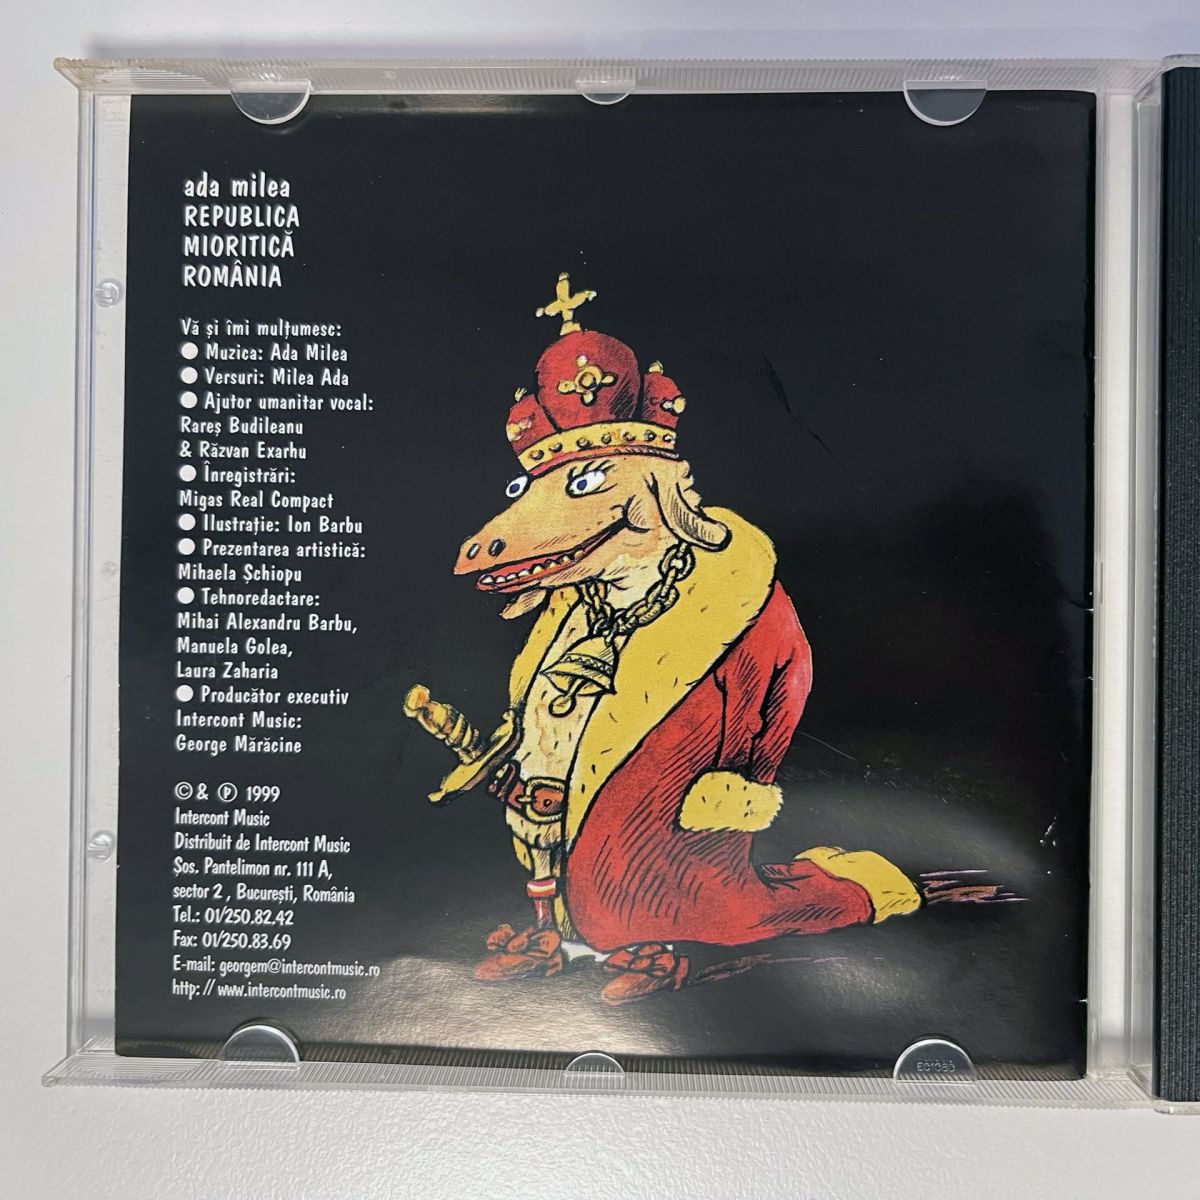 ada milea
REPUBLICA
MIORITICĂ
ROMÂNIA
Vă și îmi mulțumesc:
● Muzica: Ada Milea
● Versuri: Milea Ada
● Ajutor umanitar vocal:
Rareș Budileanu
& Răzvan Exarhu
● Înregistrări:
Migas Real Compact
● Ilustrație: Ion Barbu
● Prezentarea artistică:
Mihaela Șchiopu
● Tehnoredactare:
Mihai Alexandru Barbu,
Manuela Golea,
Laura Zaharia
● Producător executiv
Intercont Music:
George Mărăcine
© & ℗ 1999
Intercont Music
Distribuit de Intercont Music
Șos. Pantelimon nr. 111 A,
sector 2 , București, România
Tel.: 01/250.82.42
Fax: 01/250.83.69
E-mail: georgem@intercontmusic.ro
http: // www.intercontmusic.ro